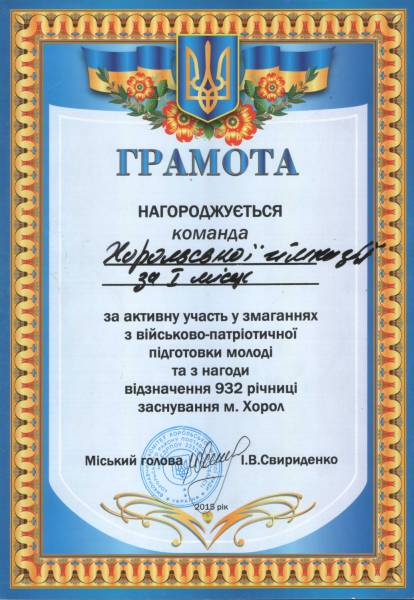 ГРАМОТА
НАГОРОДЖУЄТЬСЯ
команда
Хорольської гімназії
за I місце
за активну участь у змаганнях
з військово-патріотичної
підготовки молоді
та з нагоди
відзначення 932 річниці
заснування м. Хорол
Міський голова І.В.Свириденко
2015 рік